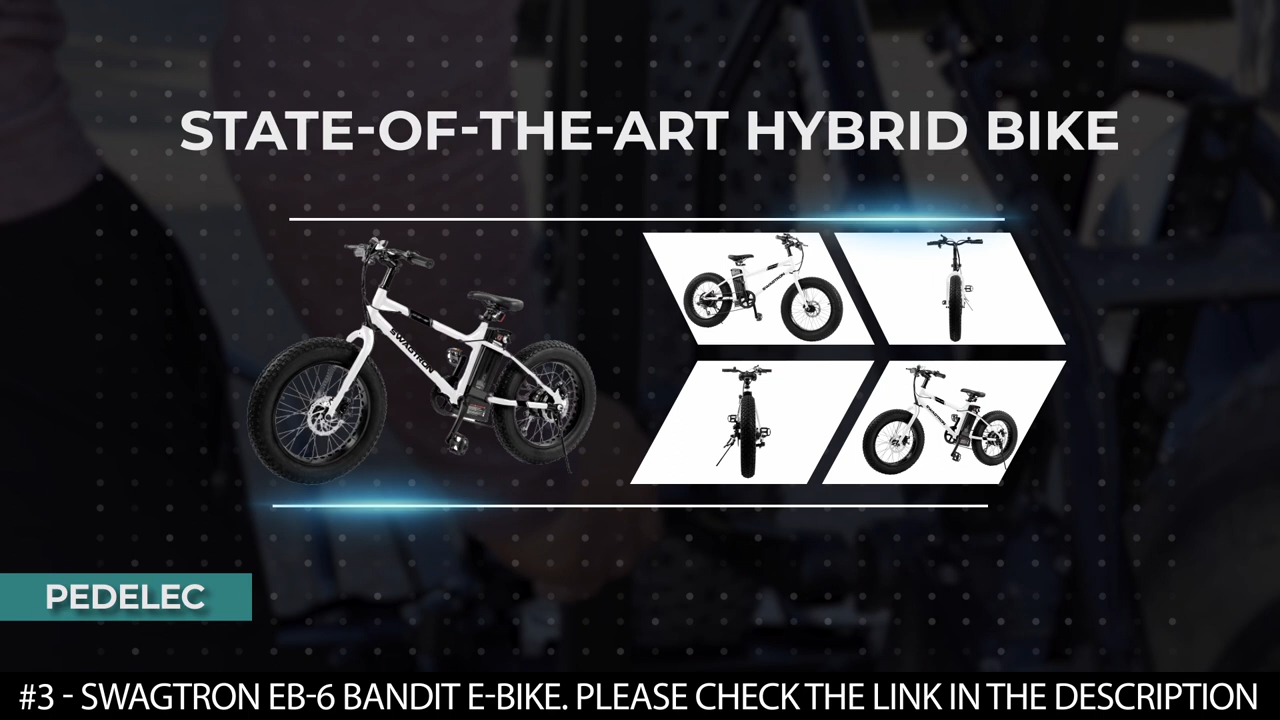 STATE-OF-THE-ART HYBRID BIKE
SWAGTRON
PEDELEC
#3 - SWAGTRON EB-6 BANDIT E-BIKE. PLEASE CHECK THE LINK IN THE DESCRIPTION